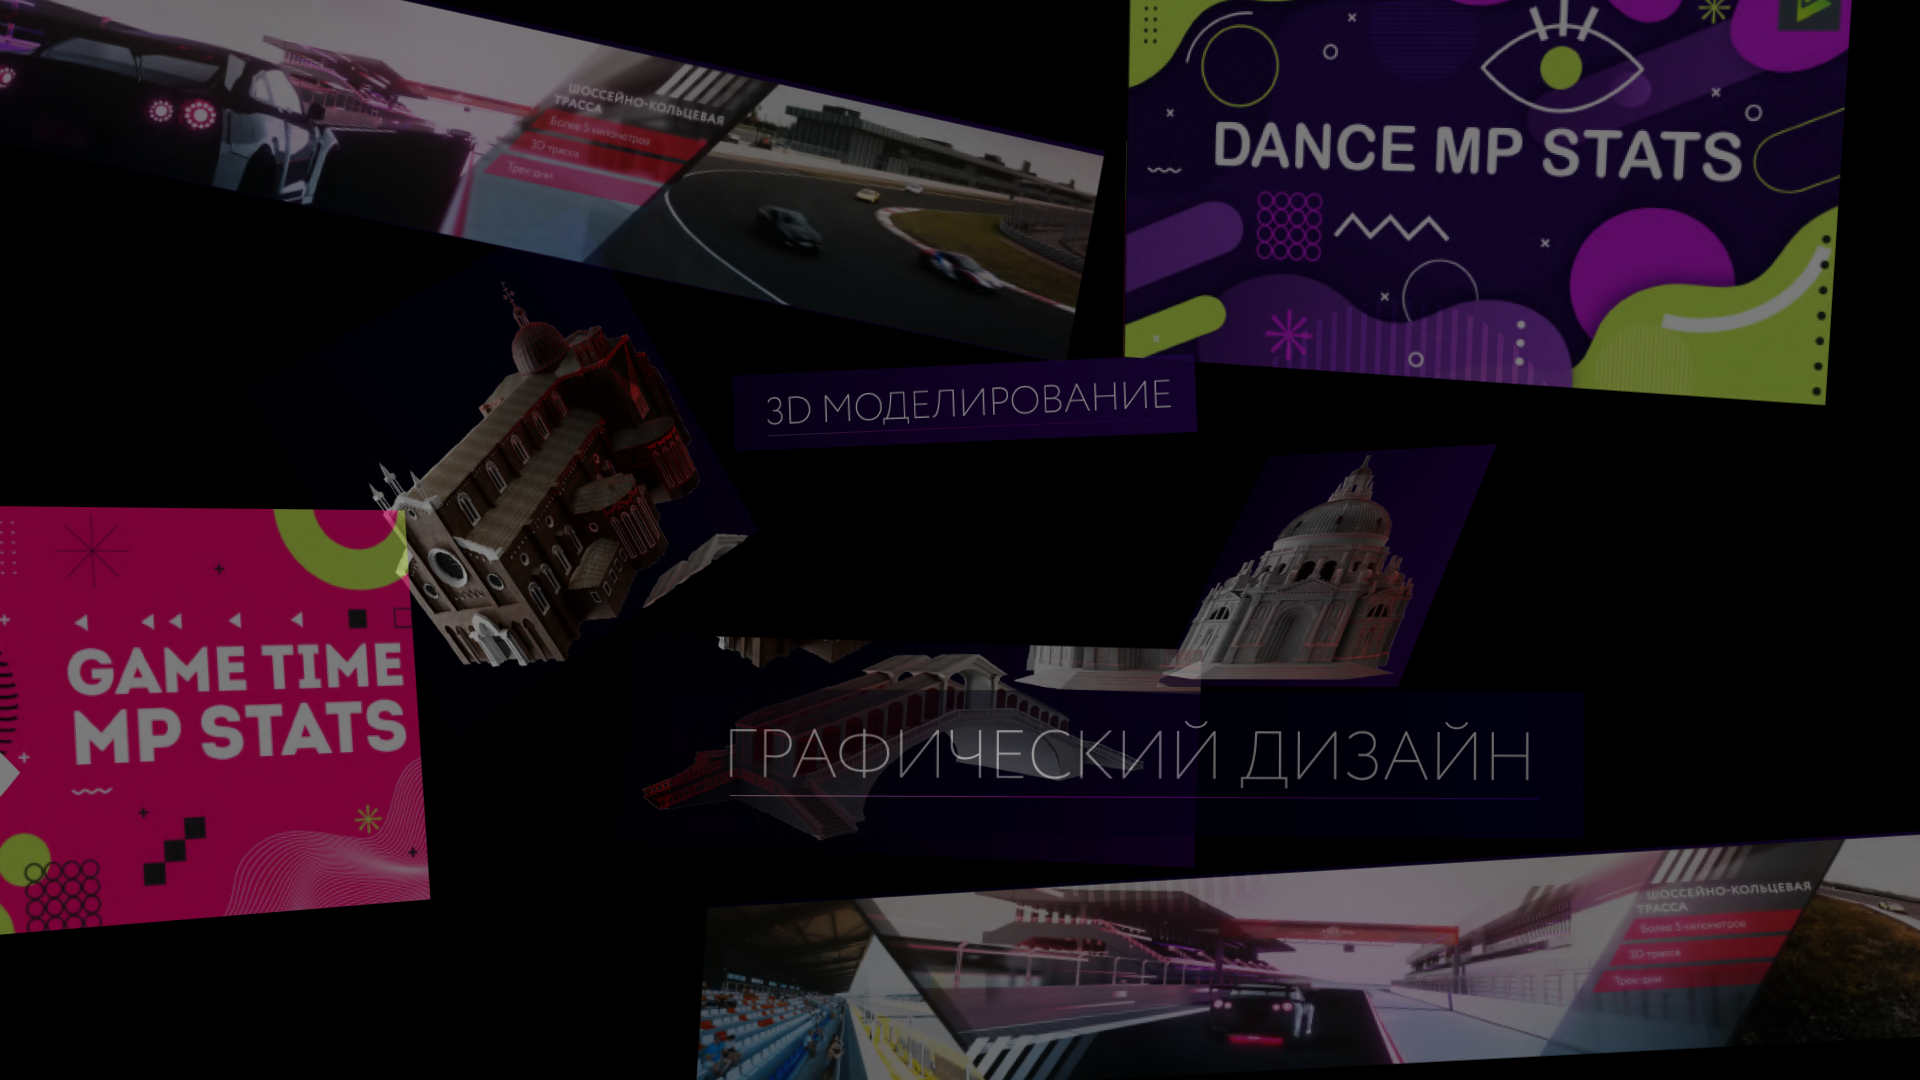 ШОССЕЙНО-КОЛЬЦЕВАЯ
ТРАССА
Более 5 километров
3D трасса
Трек-дни
DANCE MP STATS
3D МОДЕЛИРОВАНИЕ
GAME TIME
MP STATS
ГРАФИЧЕСКИЙ ДИЗАЙН
ШОССЕЙНО-КОЛЬЦЕВАЯ
ТРАССА
Более 5 километров
3D трасса
Трек-дни